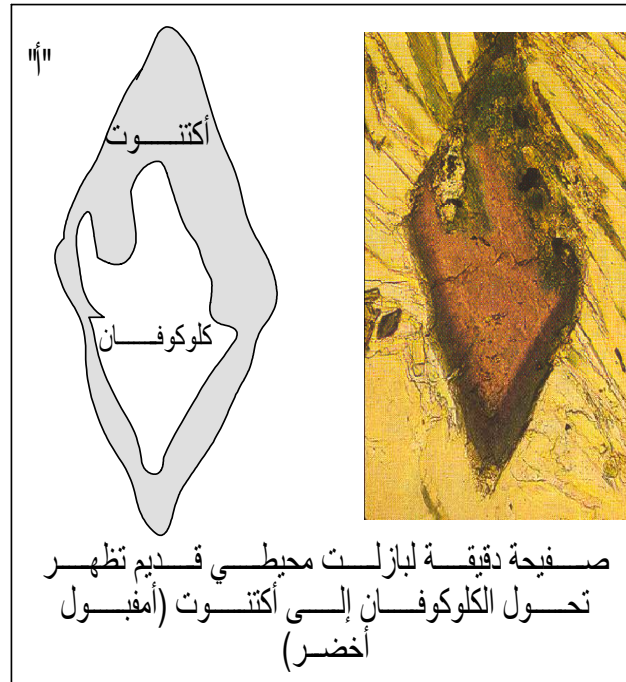 "أ"
أكتنوت
كلوكوفان
صفيحة دقيقة لبازلت محيطي قديم تظهر
تحول الكلوكوفان إلى أكتنوت (أمفبول
أخضر)